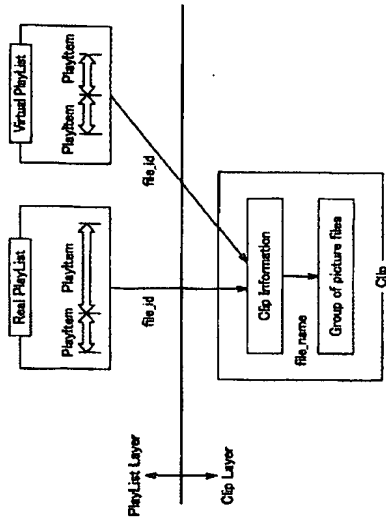 Real PlayList
PlayItem
PlayItem
Virtual PlayList
PlayItem
PlayItem
file_id
file_id
PlayList Layer
Clip Layer
Clip Information
file_name
Group of picture files
Clip